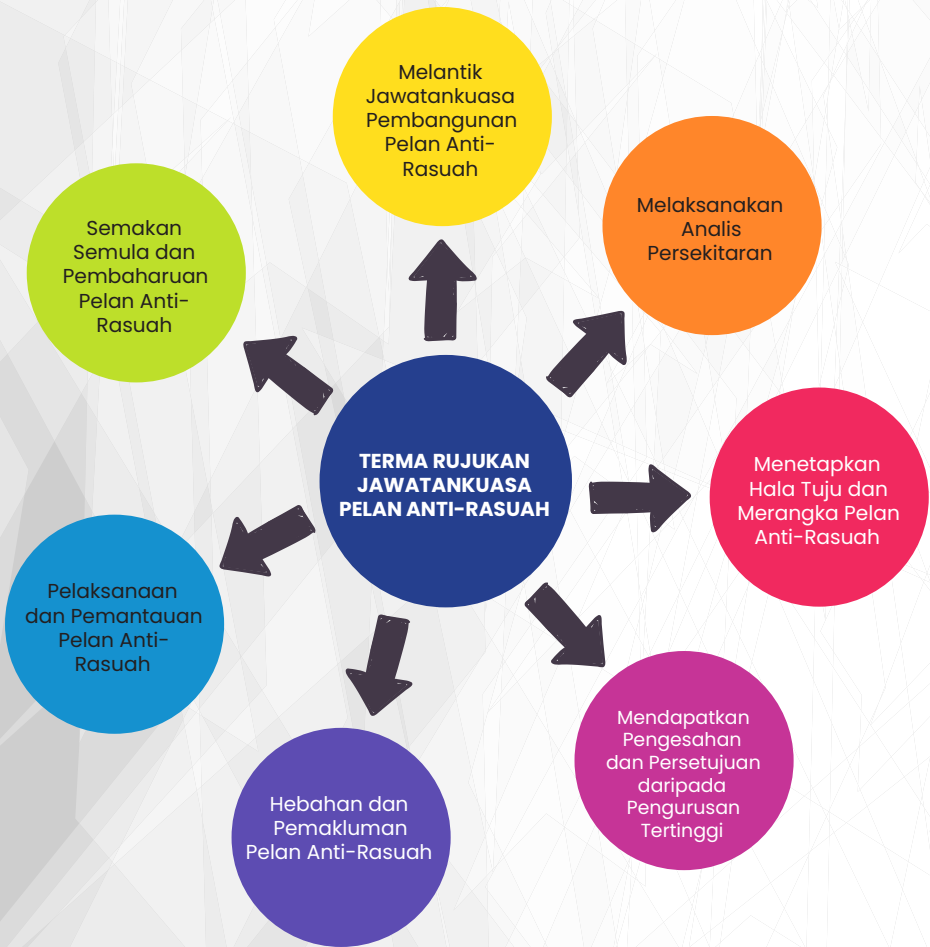 Melantik
Jawatankuasa
Pembangunan
Pelan Anti-
Rasuah
Melaksanakan
Analis
Persekitaran
Menetapkan
Hala Tuju dan
Merangka Pelan
Anti-Rasuah
Mendapatkan
Pengesahan
dan Persetujuan
daripada
Pengurusan
Tertinggi
Hebahan dan
Pemakluman
Pelan Anti-Rasuah
Pelaksanaan
dan Pemantauan
Pelan Anti-
Rasuah
Semakan
Semula dan
Pembaharuan
Pelan Anti-
Rasuah
TERMA RUJUKAN
JAWATANKUASA
PELAN ANTI-RASUAH